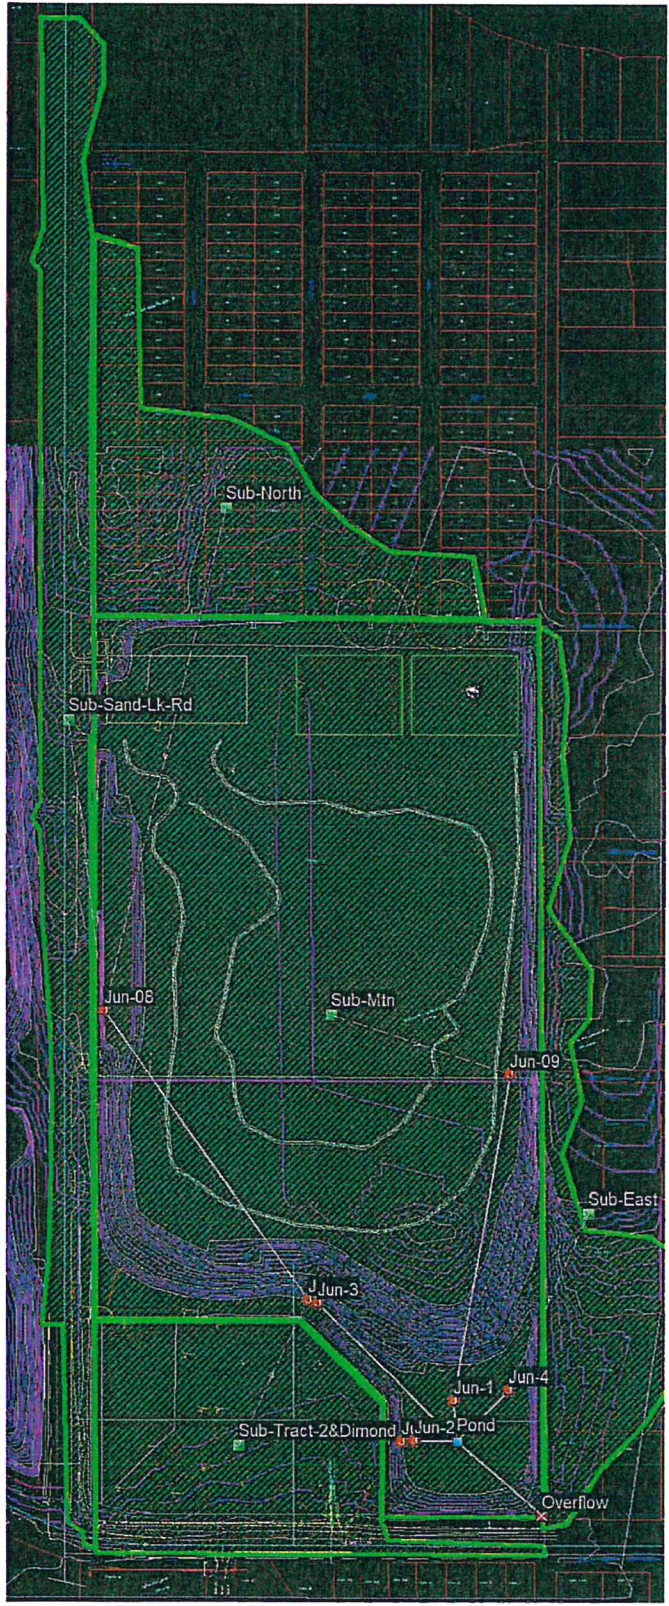 Sub-North
Sub-Sand-Lk-Rd
Jun-08
Sub-Mtn
Jun-09
Sub-East
Jun-3
Jun-1
Jun-4
Sub-Tract-2&Dimond
Jun-2
Pond
Overflow